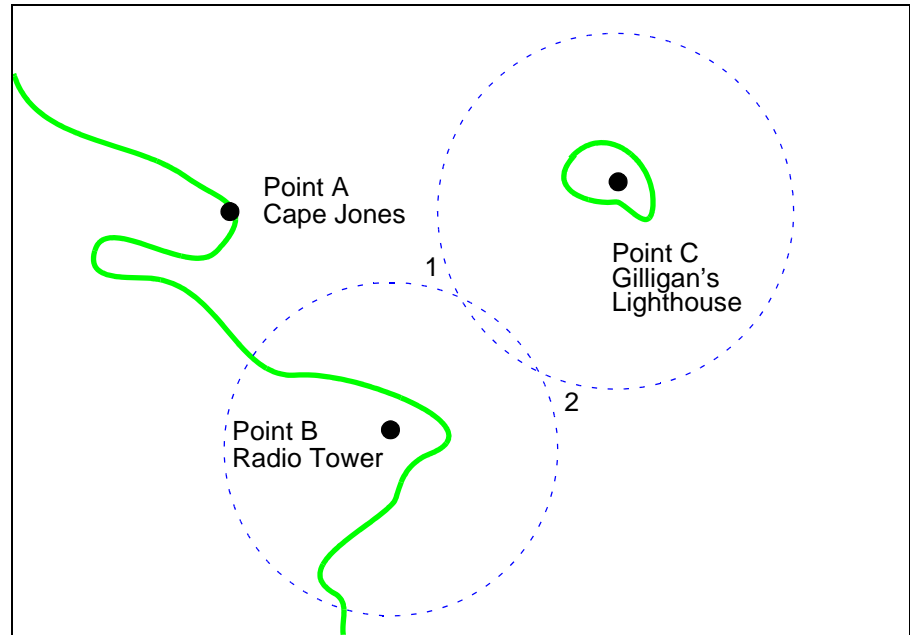 Point A
Cape Jones
1
Point C
Gilligan's
Lighthouse
2
Point B
Radio Tower